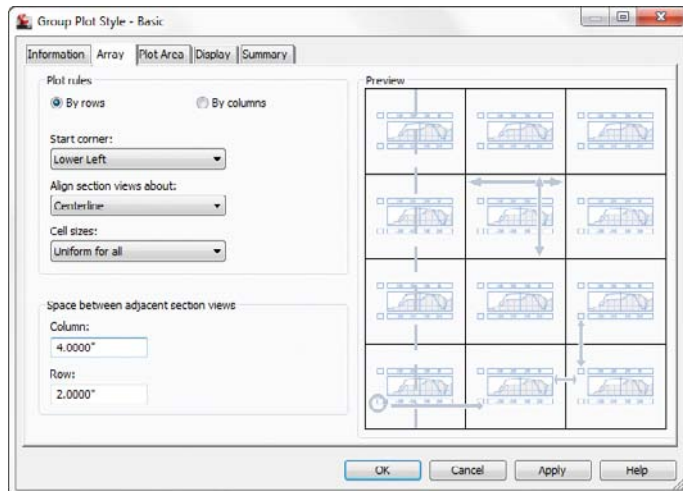 Group Plot Style - Basic
Information Array Plot Area Display Summary
Plot rules
By rows By columns
Start corner:
Lower Left
Align section views about:
Centerline
Cell sizes:
Uniform for all
Space between adjacent section views
Column:
4.0000"
Row:
2.0000"
Preview
OK Cancel Apply Help